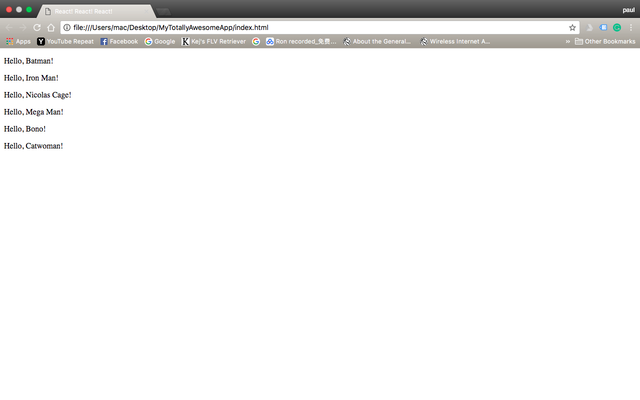 React! React! React!
paul
file:///Users/mac/Desktop/MyTotallyAwesomeApp/index.html
Apps YouTube Repeat Facebook Google Kej's FLV Retriever Ron recorded_免费... About the General... Wireless Internet A... » Other Bookmarks
Hello, Batman!
Hello, Iron Man!
Hello, Nicolas Cage!
Hello, Mega Man!
Hello, Bono!
Hello, Catwoman!